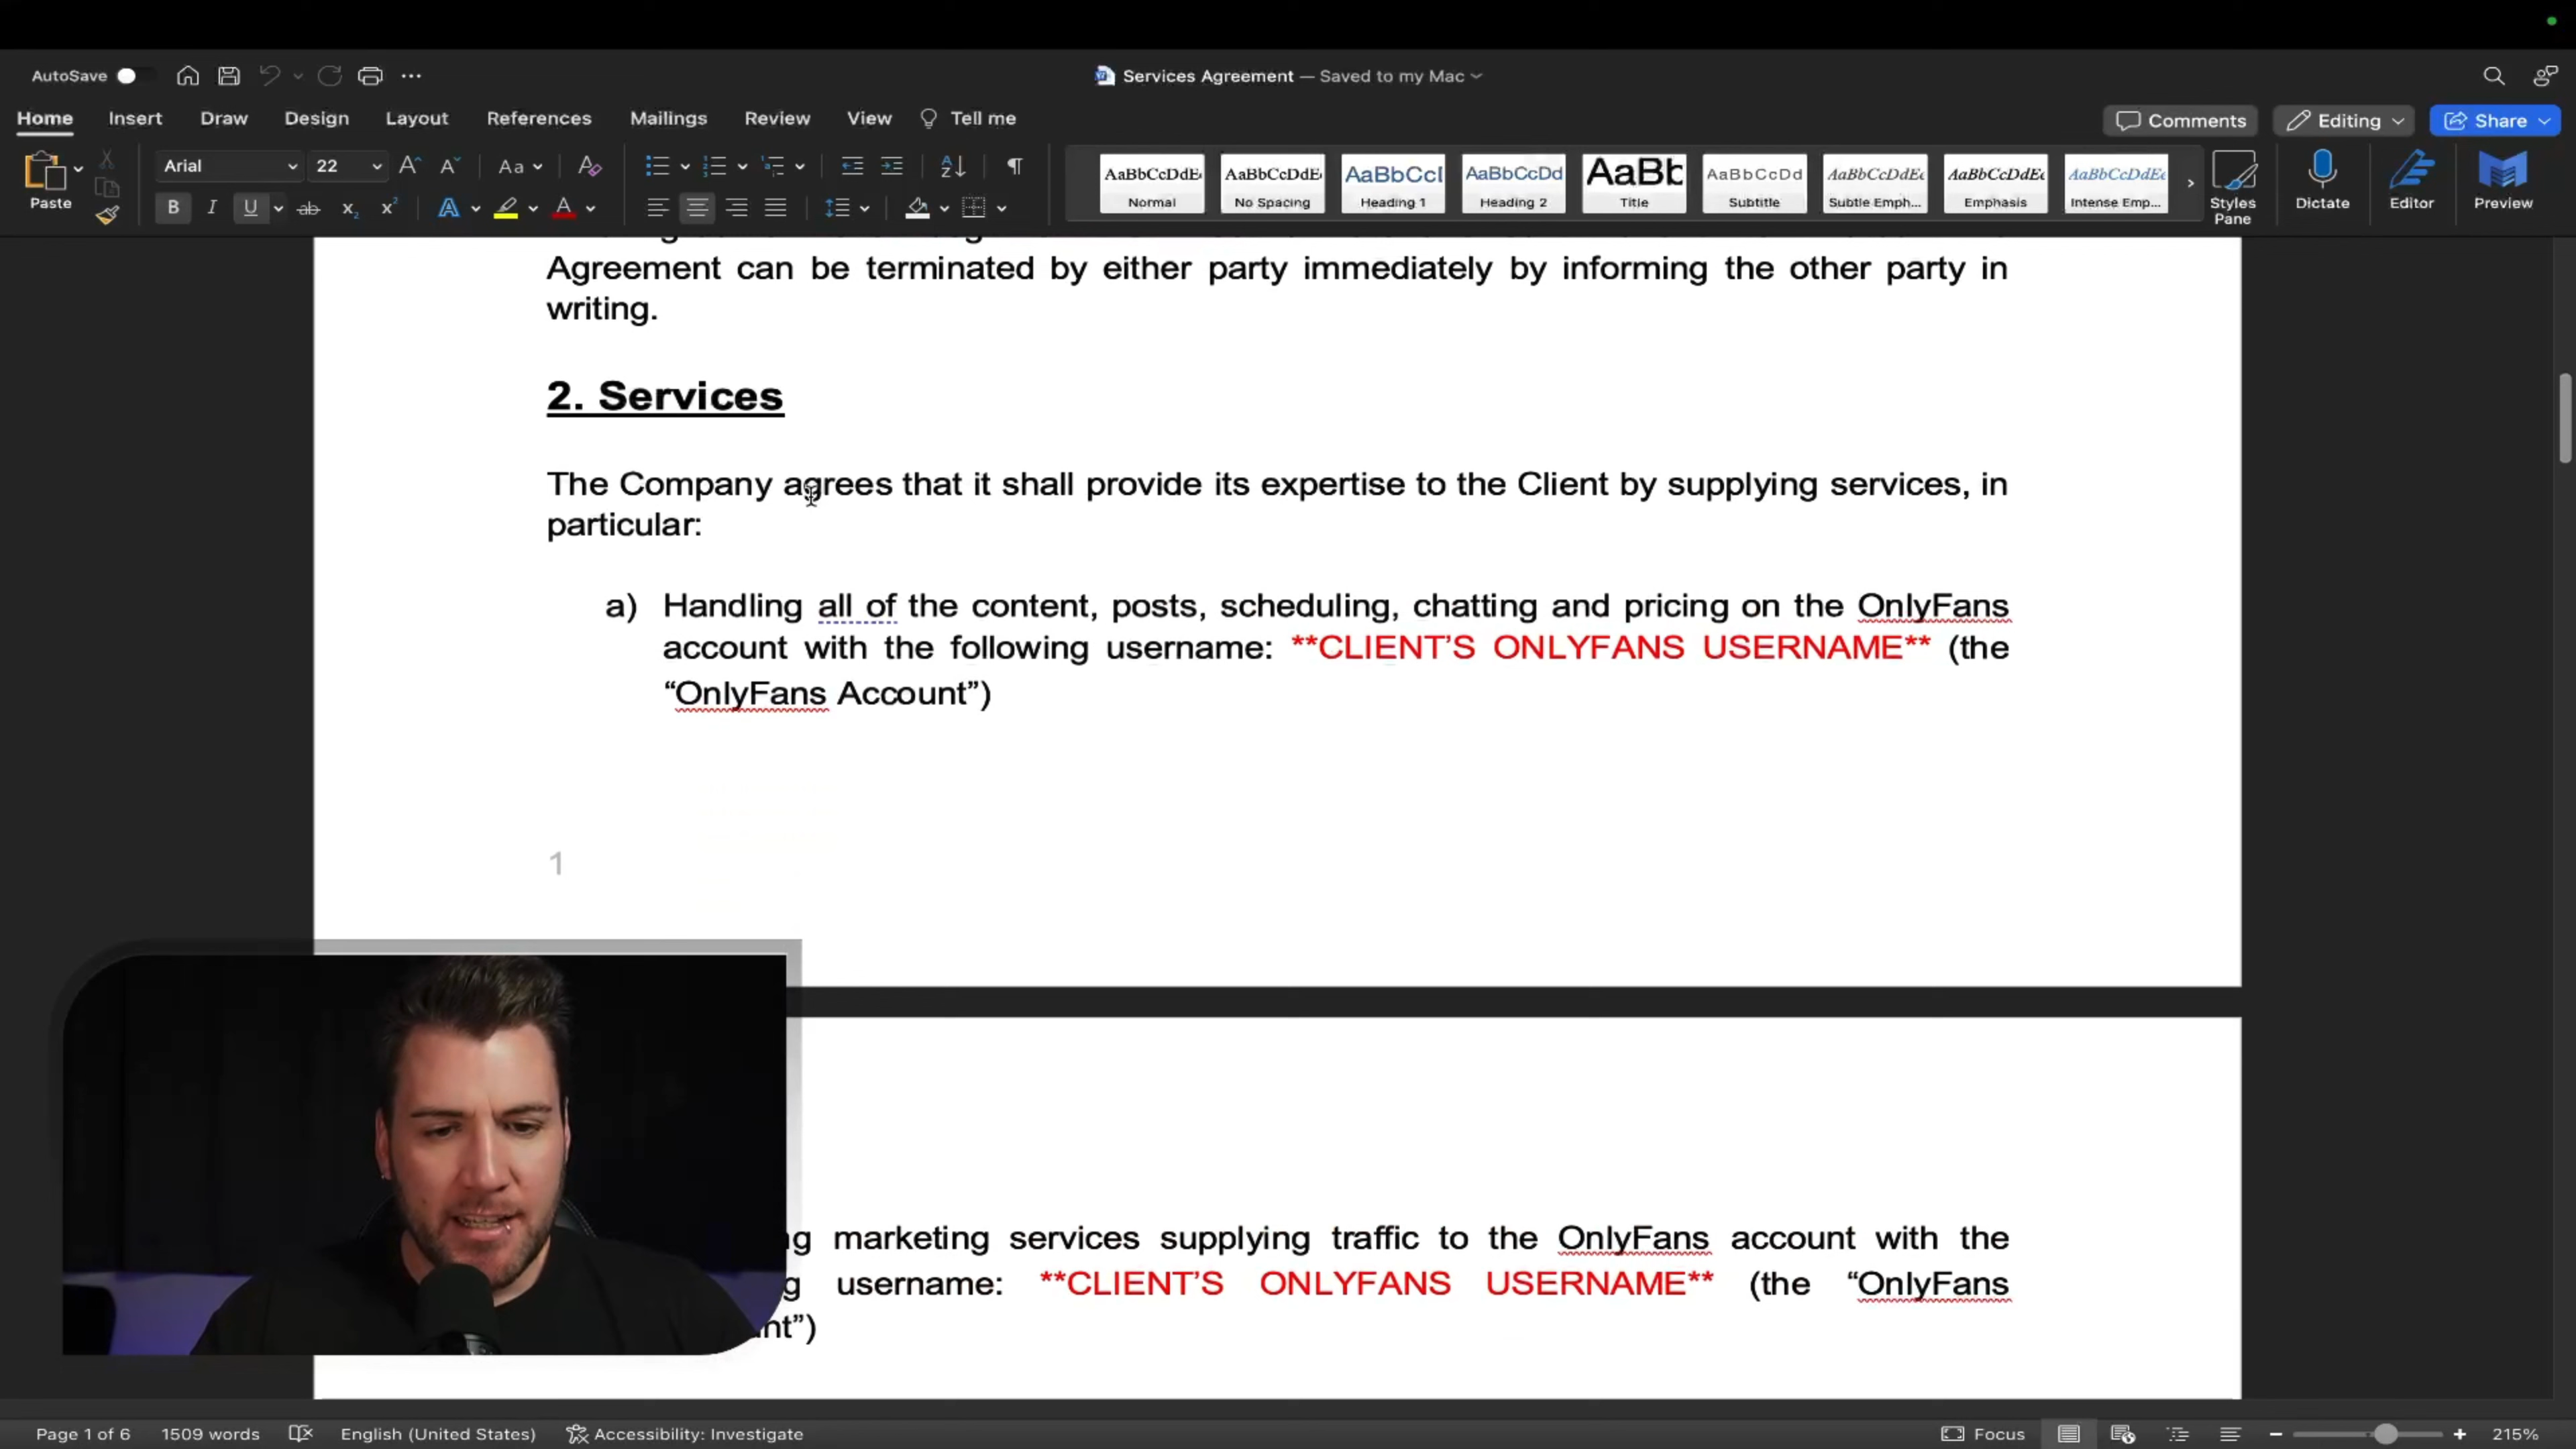 AutoSave
Services Agreement — Saved to my Mac
Home Insert Draw Design Layout References Mailings Review View Tell me
Comments Editing Share
Paste
Arial 22 Aa
AaBbCcDdEe AaBbCcDdE AaBbCcI AaBbCcDd AaBb AaBbCcDd AaBbCcDdEe AaBbCcDdEe AaBbCcDdEe
Normal No Spacing Heading 1 Heading 2 Title Subtitle Subtle Emph... Emphasis Intense Emp...
Styles Pane Dictate Editor Preview
Agreement can be terminated by either party immediately by informing the other party in
writing.
2. Services
The Company agrees that it shall provide its expertise to the Client by supplying services, in
particular:
a) Handling all of the content, posts, scheduling, chatting and pricing on the OnlyFans
account with the following username: **CLIENT’S ONLYFANS USERNAME** (the
“OnlyFans Account”)
1
marketing services supplying traffic to the OnlyFans account with the
username: **CLIENT’S ONLYFANS USERNAME** (the “OnlyFans
Page 1 of 6 1509 words English (United States) Accessibility: Investigate Focus 215%